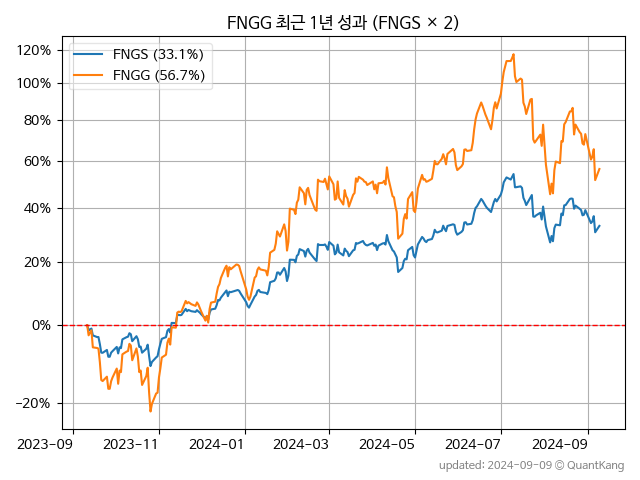 FNGG 최근 1년 성과 (FNGS × 2)
FNGS (33.1%)
FNGG (56.7%)
120%
100%
80%
60%
40%
20%
0%
−20%
2023−09 2023−11 2024−01 2024−03 2024−05 2024−07 2024−09
updated: 2024-09-09 © QuantKang